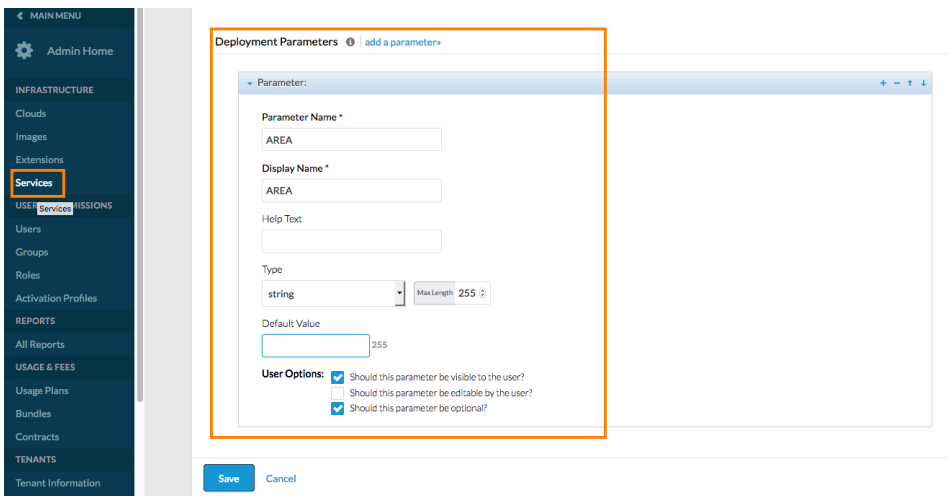 MAIN MENU
Admin Home
INFRASTRUCTURE
Clouds
Images
Extensions
Services
USER MISSIONS
Services
Users
Groups
Roles
Activation Profiles
REPORTS
All Reports
USAGE & FEES
Usage Plans
Bundles
Contracts
TENANTS
Tenant Information
Deployment Parameters add a parameter»
Parameter:
Parameter Name *
AREA
Display Name *
AREA
Help Text
Type
string Max Length 255
Default Value
255
User Options: Should this parameter be visible to the user?
Should this parameter be editable by the user?
Should this parameter be optional?
Save Cancel